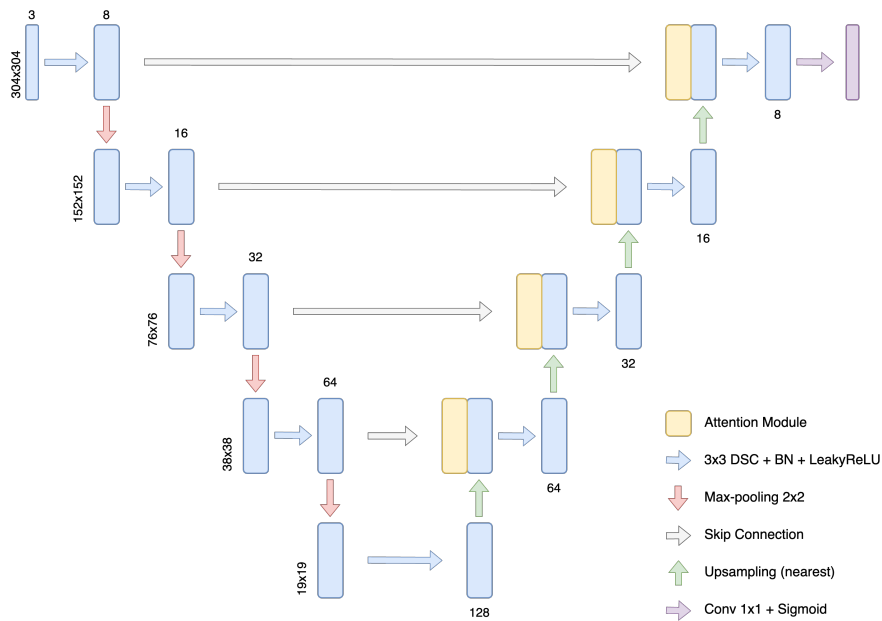 3
8
304x304
8
16
152x152
16
32
76x76
32
64
38x38
64
19x19
128
Attention Module
3x3 DSC + BN + LeakyReLU
Max-pooling 2x2
Skip Connection
Upsampling (nearest)
Conv 1x1 + Sigmoid